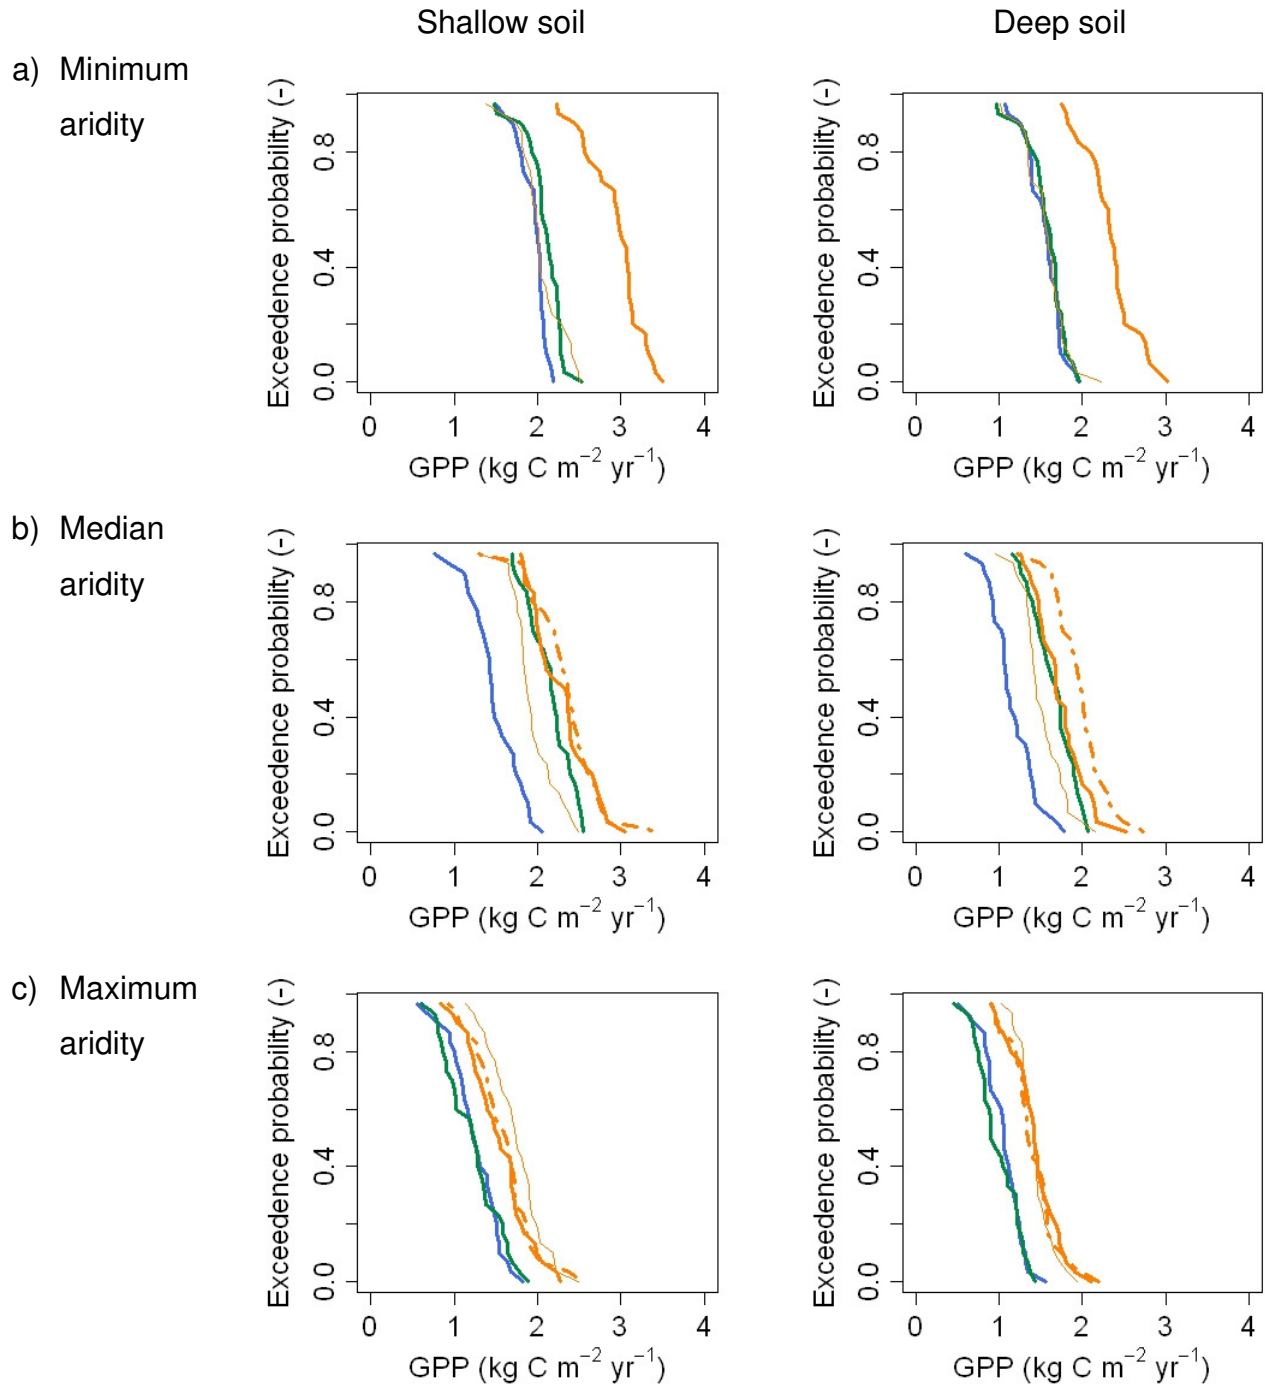 Shallow soil
Deep soil
a) Minimum
aridity
Exceedence probability (-)
0.0 0.4 0.8
0 1 2 3 4
GPP (kg C m⁻² yr⁻¹)
Exceedence probability (-)
0.0 0.4 0.8
0 1 2 3 4
GPP (kg C m⁻² yr⁻¹)
b) Median
aridity
Exceedence probability (-)
0.0 0.4 0.8
0 1 2 3 4
GPP (kg C m⁻² yr⁻¹)
Exceedence probability (-)
0.0 0.4 0.8
0 1 2 3 4
GPP (kg C m⁻² yr⁻¹)
c) Maximum
aridity
Exceedence probability (-)
0.0 0.4 0.8
0 1 2 3 4
GPP (kg C m⁻² yr⁻¹)
Exceedence probability (-)
0.0 0.4 0.8
0 1 2 3 4
GPP (kg C m⁻² yr⁻¹)